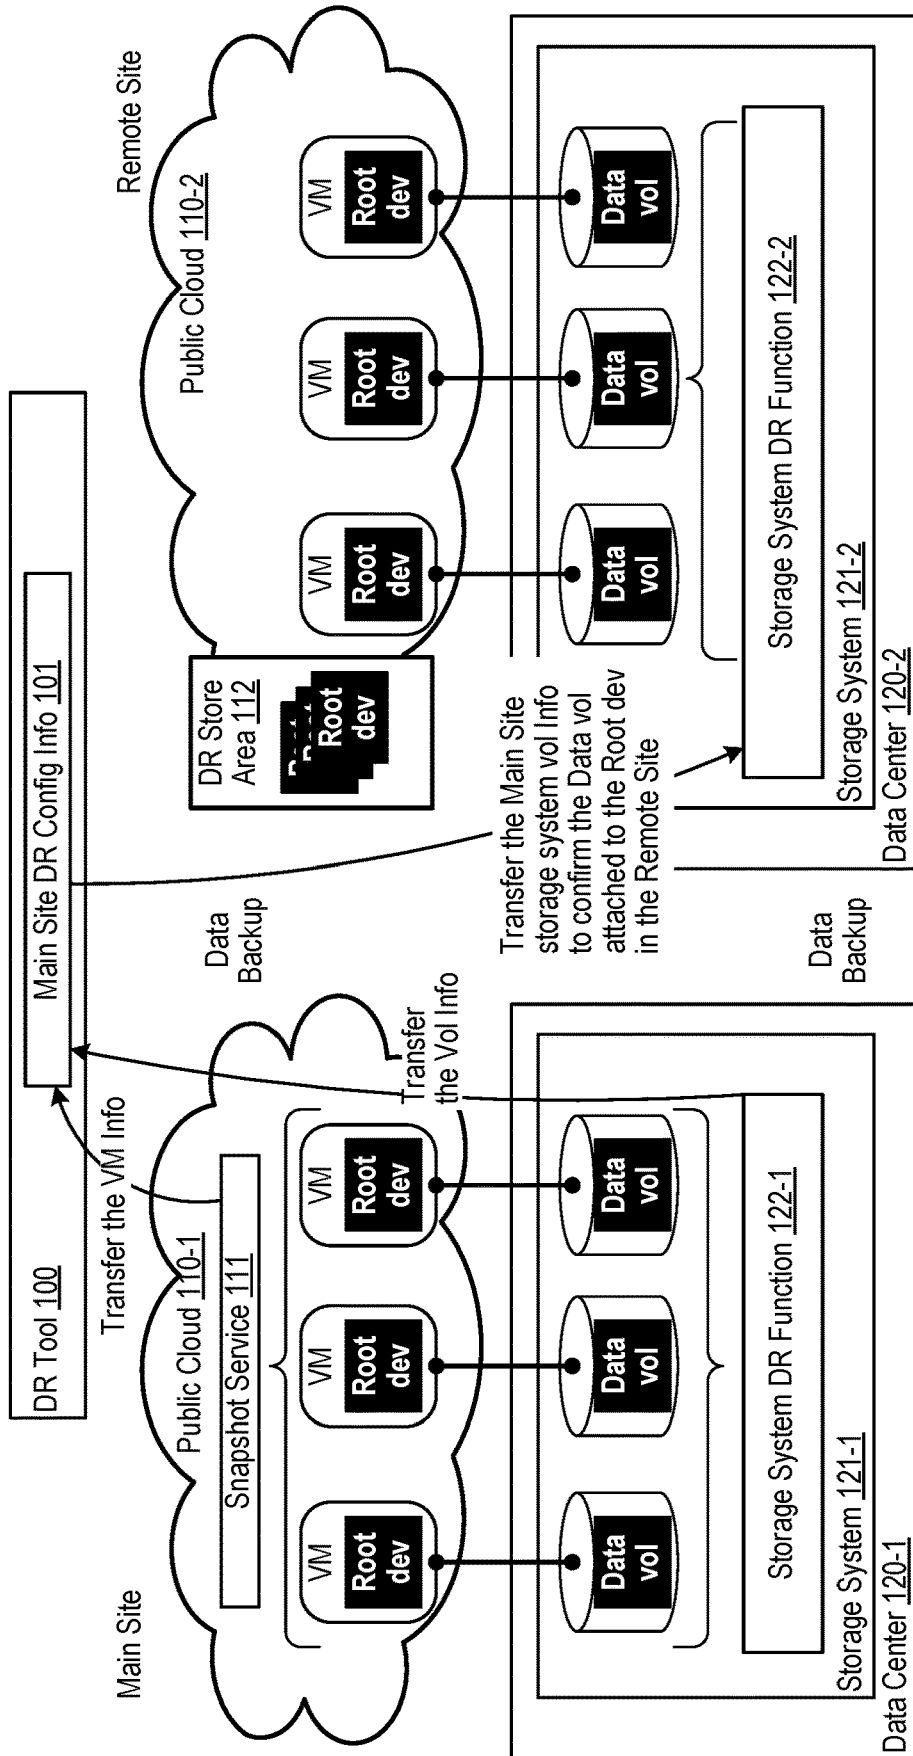 DR Tool 100
Main Site DR Config Info 101
Main Site
Transfer the VM Info
Public Cloud 110-1
Snapshot Service 111
VM
Root
dev
VM
Root
dev
VM
Root
dev
Transfer
the Vol Info
Data
vol
Data
vol
Data
vol
Storage System DR Function 122-1
Storage System 121-1
Data Center 120-1
Data
Backup
Data
Backup
Remote Site
Public Cloud 110-2
DR Store
Area 112
Root
dev
VM
Root
dev
VM
Root
dev
VM
Root
dev
Transfer the Main Site
storage system vol Info
to confirm the Data vol
attached to the Root dev
in the Remote Site
Data
vol
Data
vol
Data
vol
Storage System DR Function 122-2
Storage System 121-2
Data Center 120-2